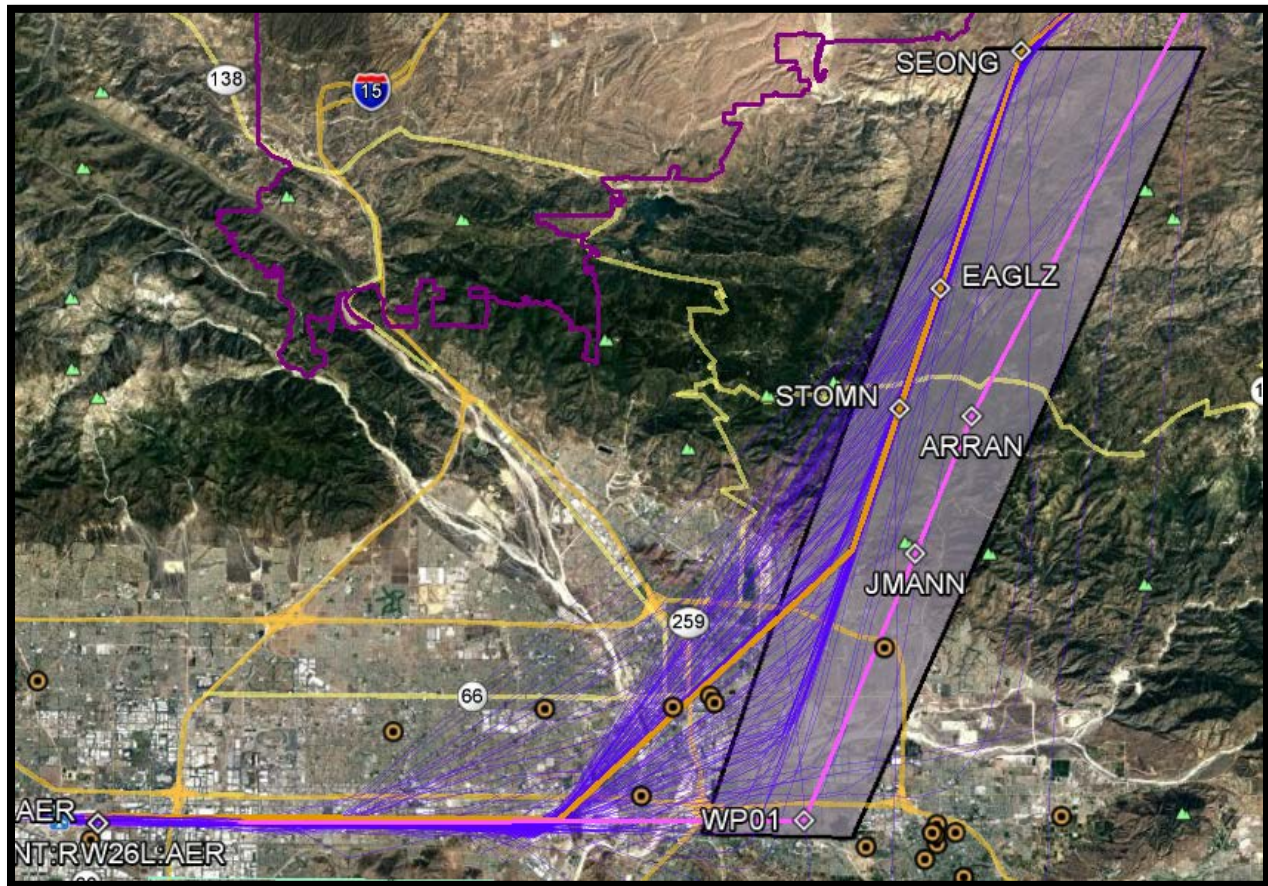 SEONG
138
15
EAGLZ
STOMN
ARRAN
JMANN
259
66
AER
WP01
NT:RW26L:AER